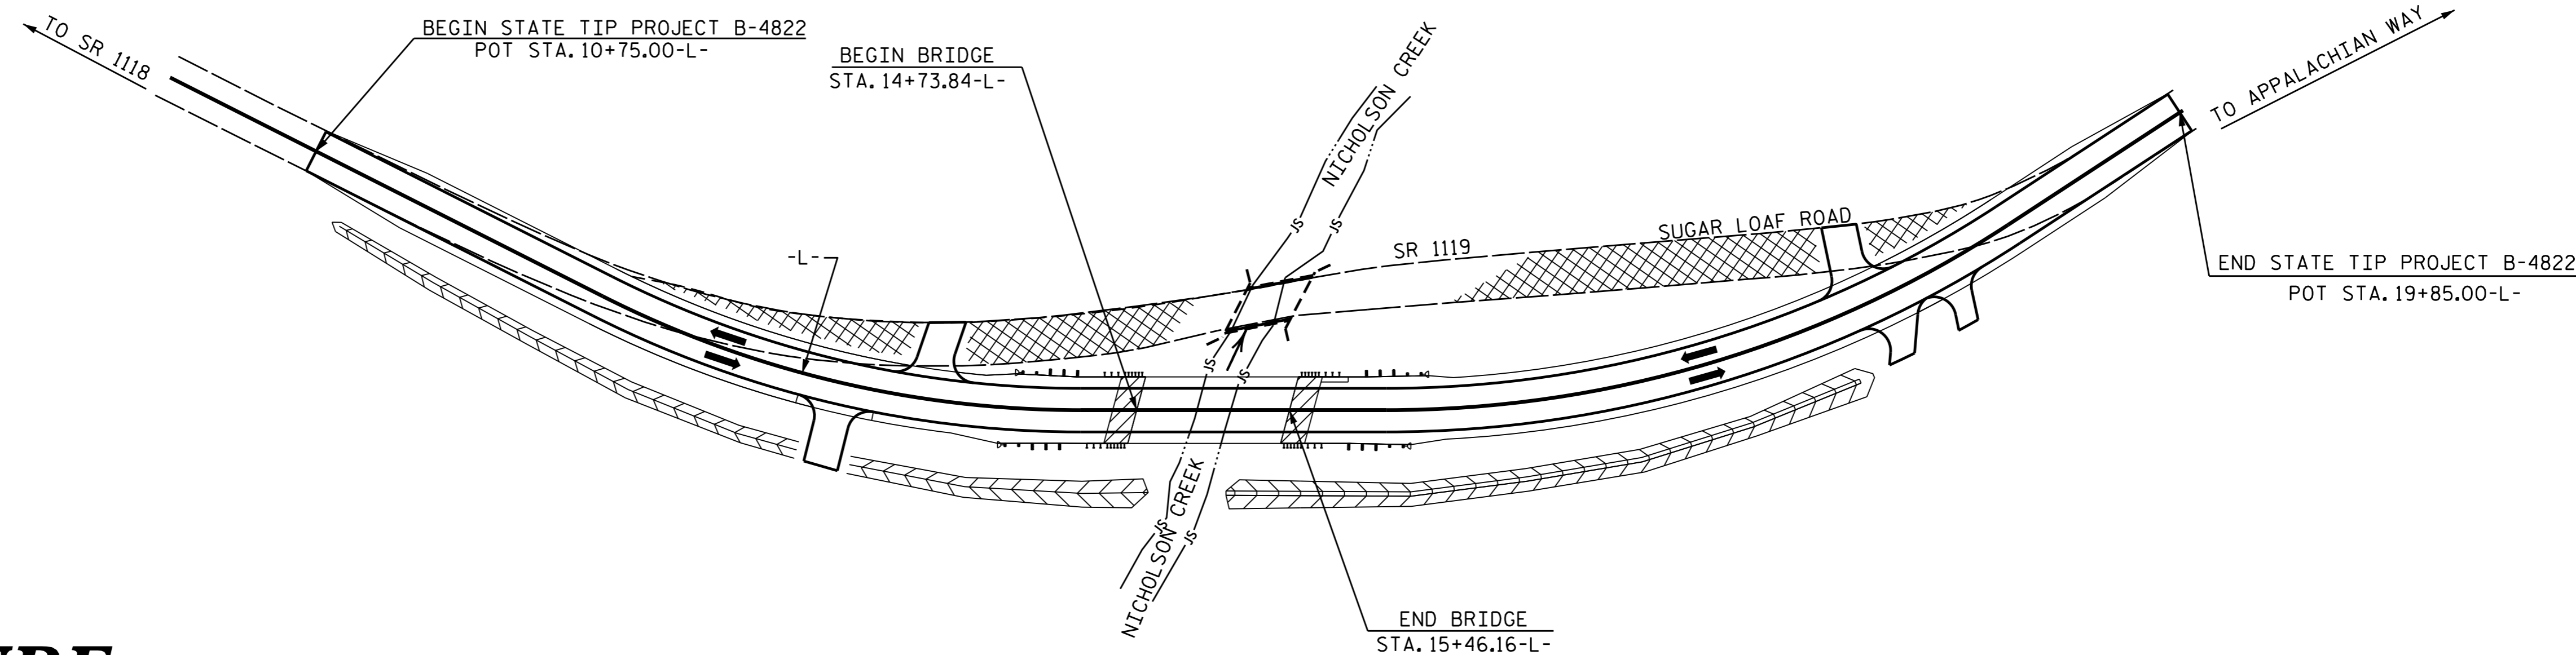 TO SR 1118
BEGIN STATE TIP PROJECT B-4822
POT STA. 10+75.00-L-
BEGIN BRIDGE
STA. 14+73.84-L-
NICHOLSON CREEK
TO APPALACHIAN WAY
JS
JS
SUGAR LOAF ROAD
SR 1119
-L-
END STATE TIP PROJECT B-4822
POT STA. 19+85.00-L-
JS
JS
NICHOLSON CREEK
JS
JS
END BRIDGE
STA. 15+46.16-L-